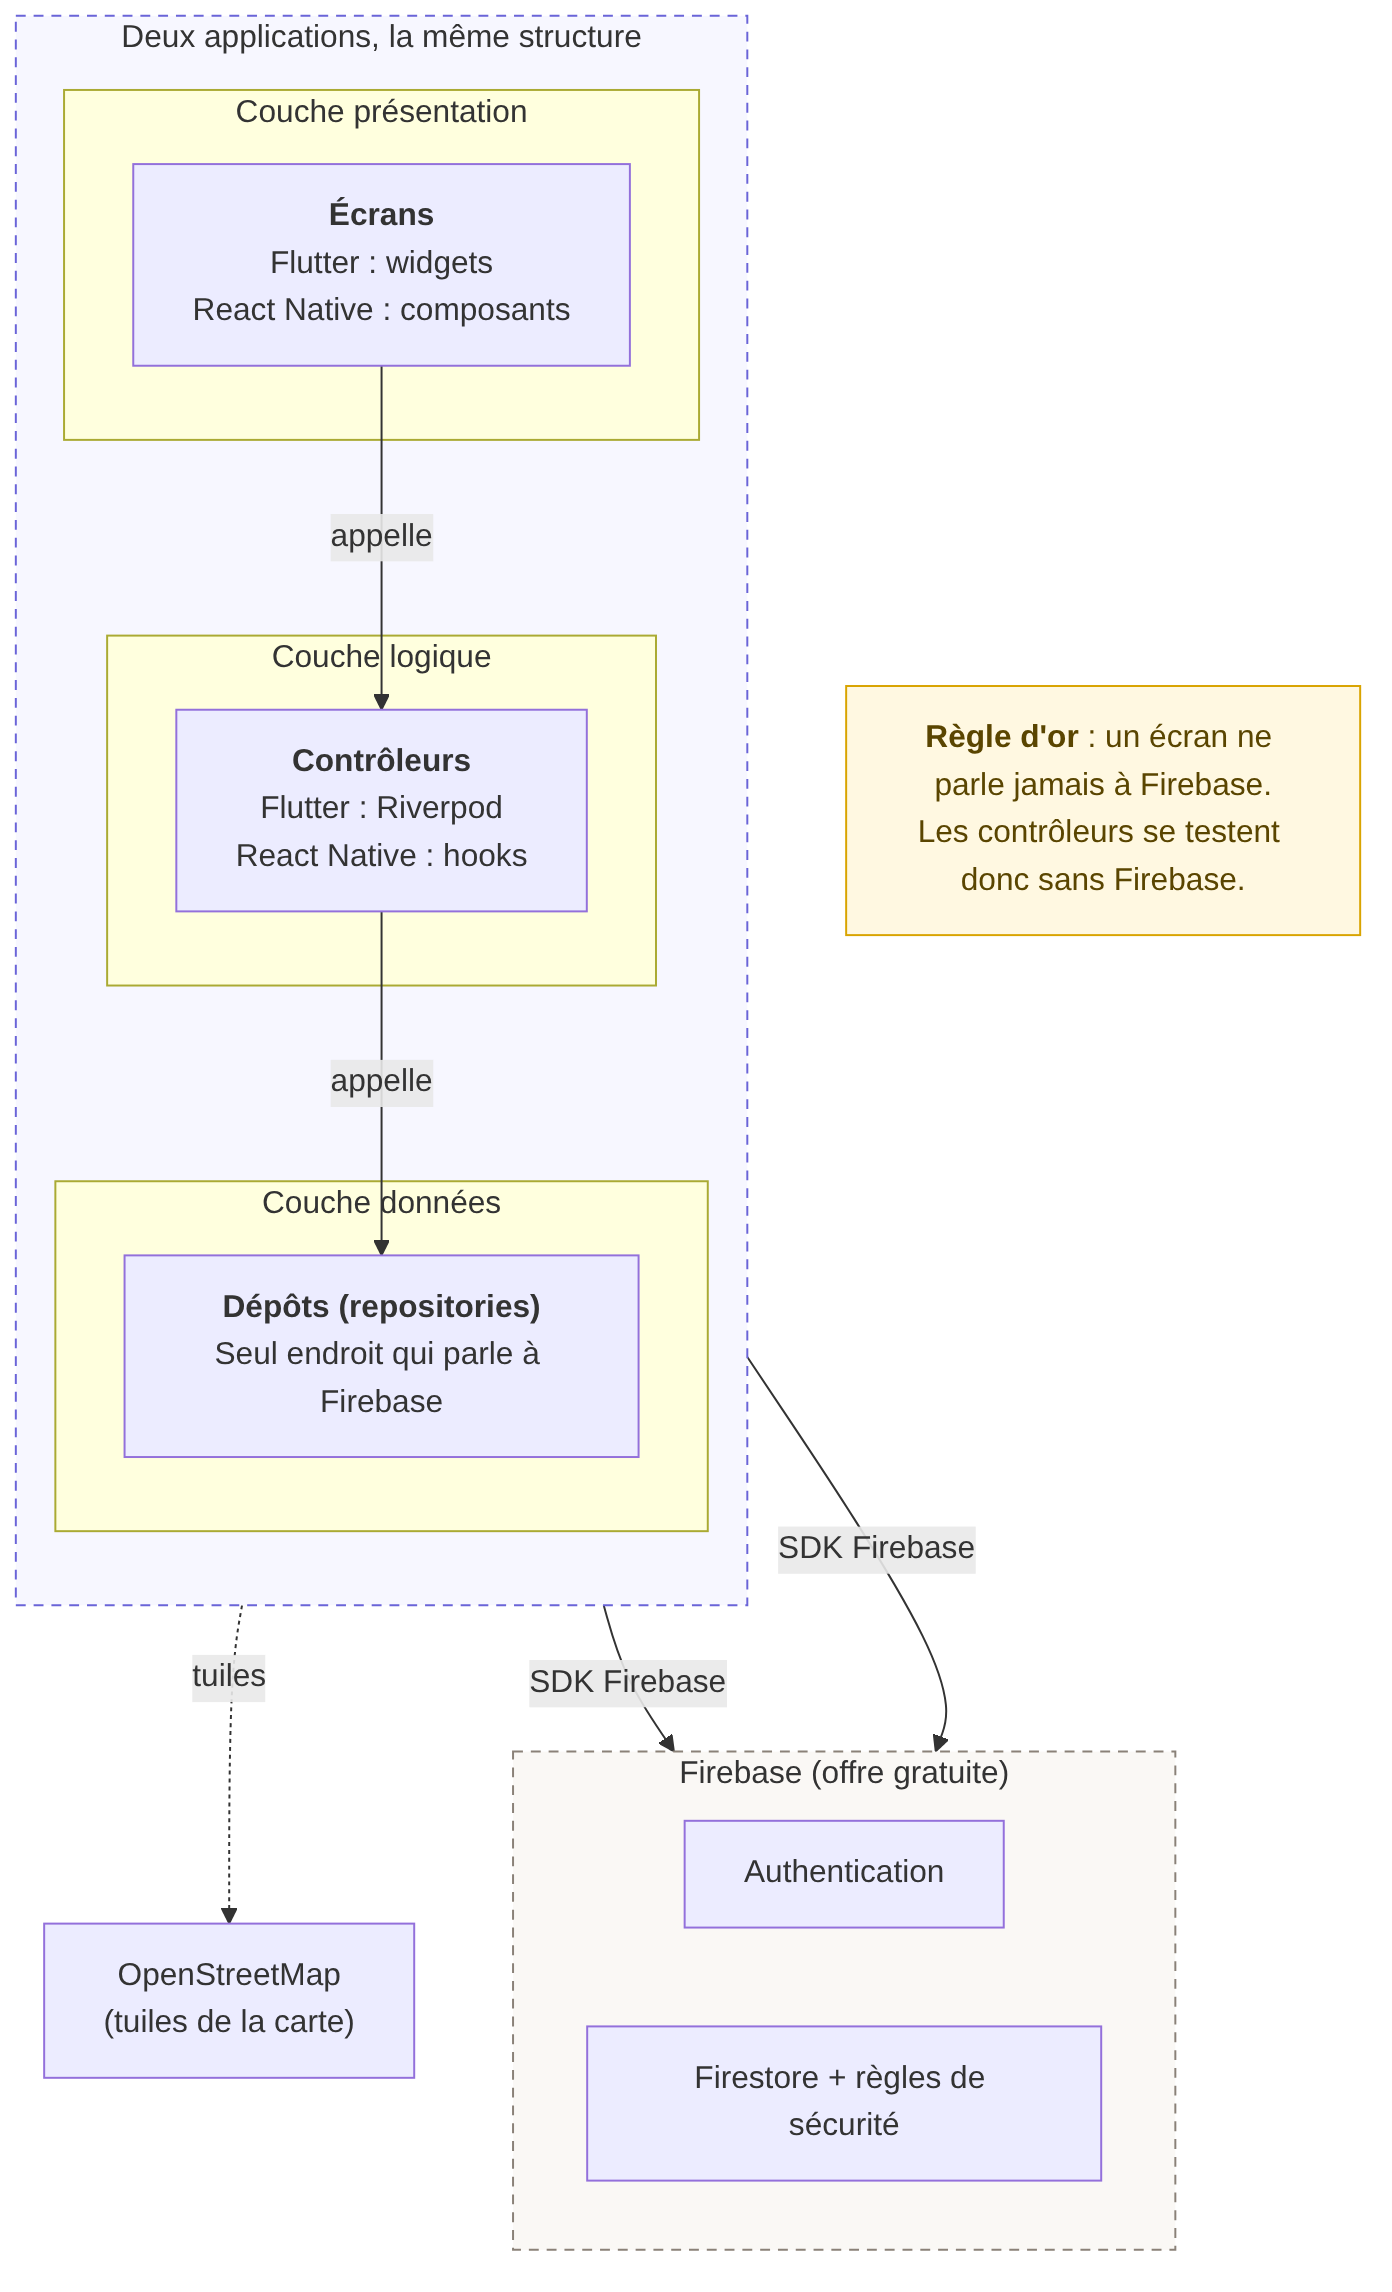 Deux applications, la même structure
Couche présentation
Écrans
Flutter : widgets
React Native : composants
appelle
Couche logique
Contrôleurs
Flutter : Riverpod
React Native : hooks
Règle d'or : un écran ne
parle jamais à Firebase.
Les contrôleurs se testent
donc sans Firebase.
appelle
Couche données
Dépôts (repositories)
Seul endroit qui parle à
Firebase
SDK Firebase
tuiles
SDK Firebase
Firebase (offre gratuite)
Authentication
OpenStreetMap
(tuiles de la carte)
Firestore + règles de
sécurité